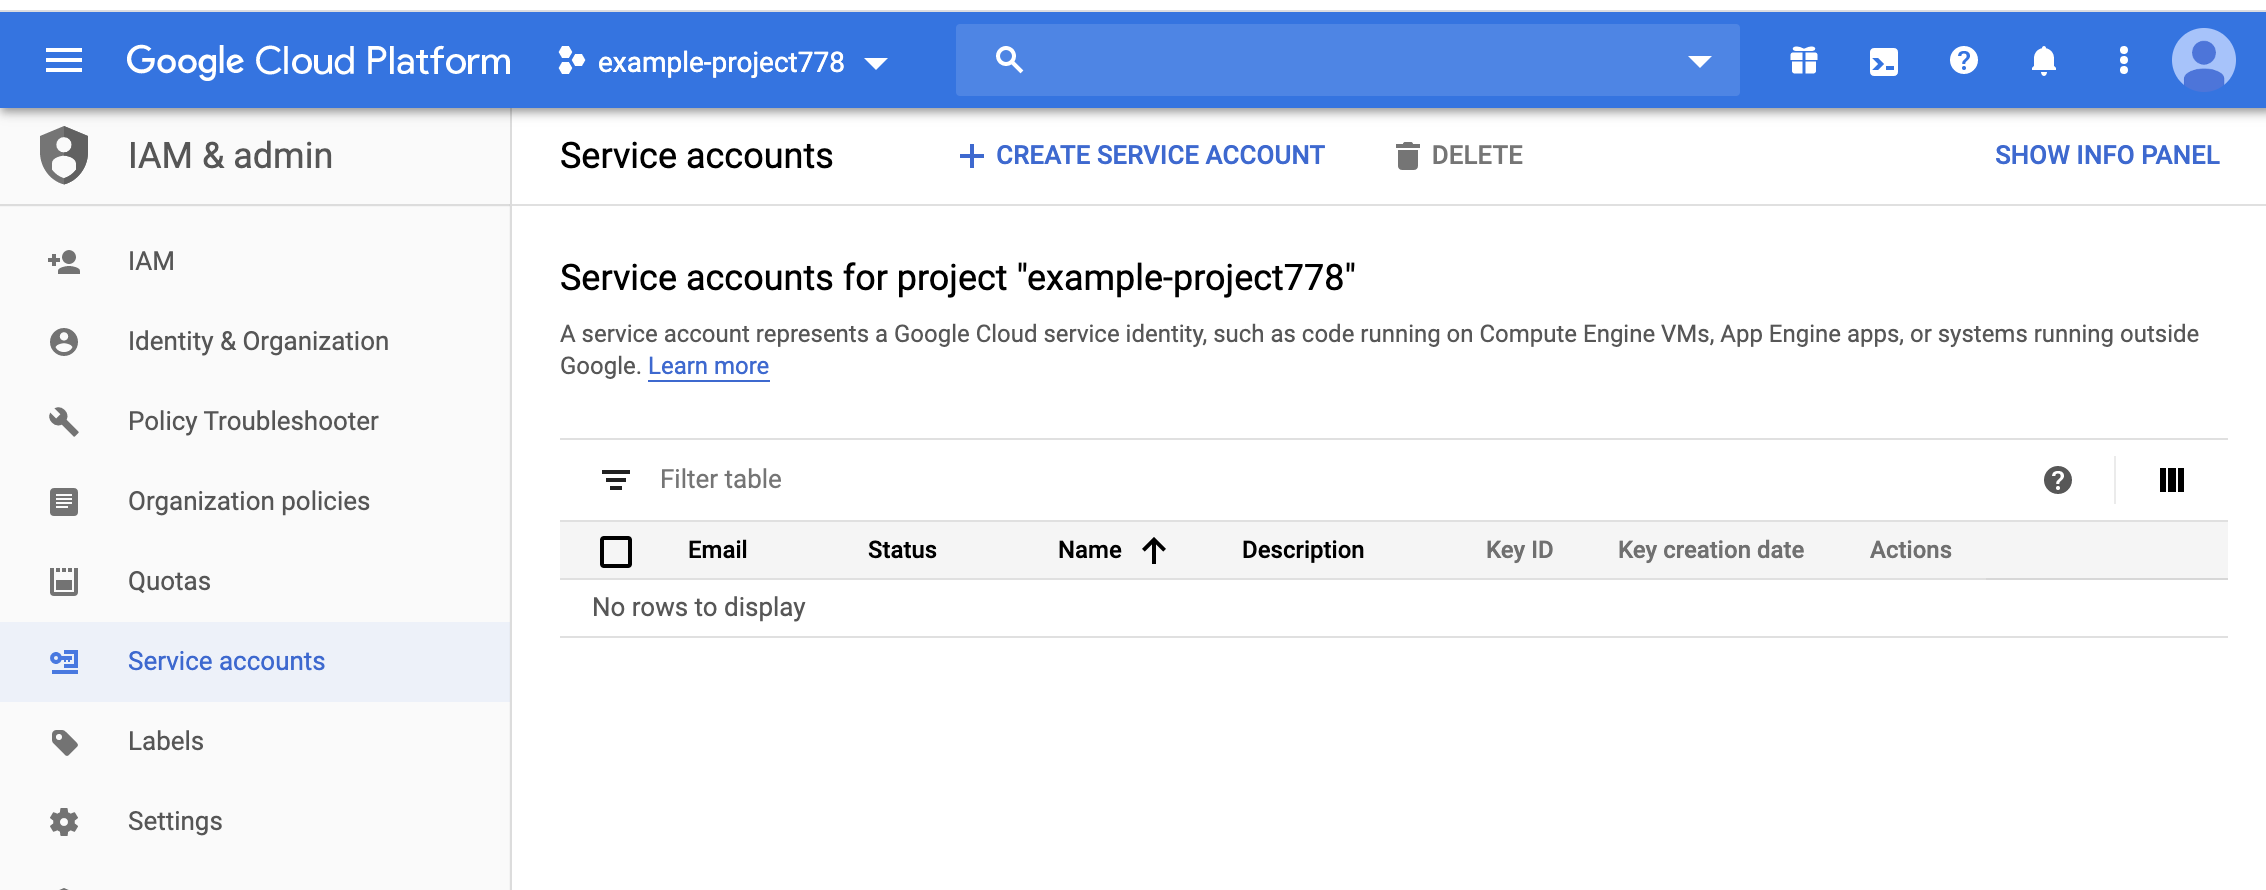 Google Cloud Platform
example-project778
IAM & admin
Service accounts
CREATE SERVICE ACCOUNT
DELETE
SHOW INFO PANEL
IAM
Identity & Organization
Policy Troubleshooter
Organization policies
Quotas
Service accounts
Labels
Settings
Service accounts for project "example-project778"
A service account represents a Google Cloud service identity, such as code running on Compute Engine VMs, App Engine apps, or systems running outside
Google. Learn more
Filter table
Email Status Name Description Key ID Key creation date Actions
No rows to display